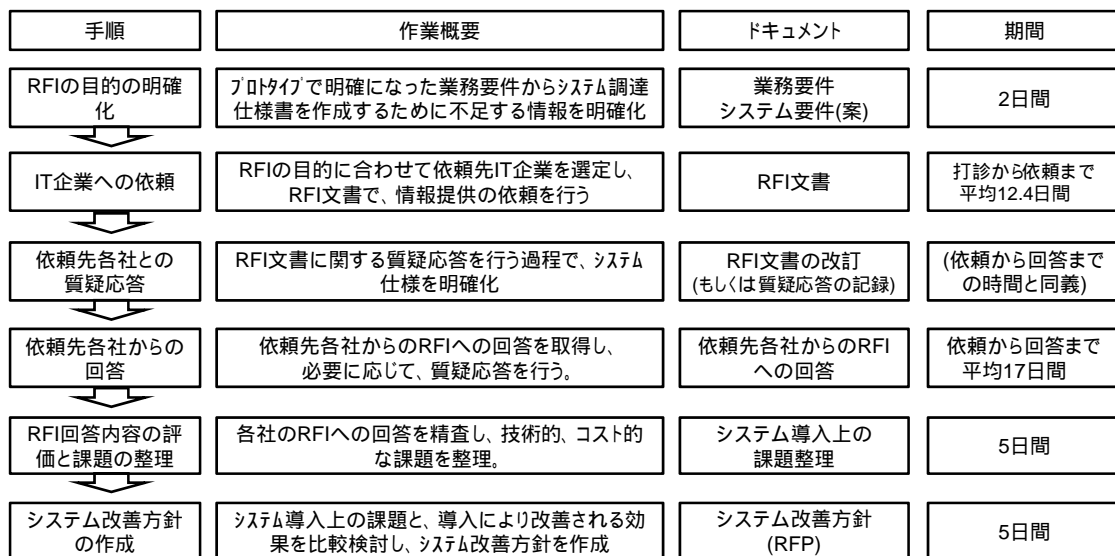 手順
作業概要
ドキュメント
期間
RFIの目的の明確
化
プロトタイプで明確になった業務要件からシステム調達
仕様書を作成するために不足する情報を明確化
業務要件
システム要件(案)
2日間
IT企業への依頼
RFIの目的に合わせて依頼先IT企業を選定し、
RFI文書で、情報提供の依頼を行う
RFI文書
打診から依頼まで
平均12.4日間
依頼先各社との
質疑応答
RFI文書に関する質疑応答を行う過程で、システム
仕様を明確化
RFI文書の改訂
(もしくは質疑応答の記録)
(依頼から回答まで
の時間と同義)
依頼先各社からの
回答
依頼先各社からのRFIへの回答を取得し、
必要に応じて、質疑応答を行う。
依頼先各社からのRFI
への回答
依頼から回答まで
平均17日間
RFI回答内容の評
価と課題の整理
各社のRFIへの回答を精査し、技術的、コスト的
な課題を整理。
システム導入上の
課題整理
5日間
システム改善方針
の作成
システム導入上の課題と、導入により改善される効
果を比較検討し、システム改善方針を作成
システム改善方針
(RFP)
5日間